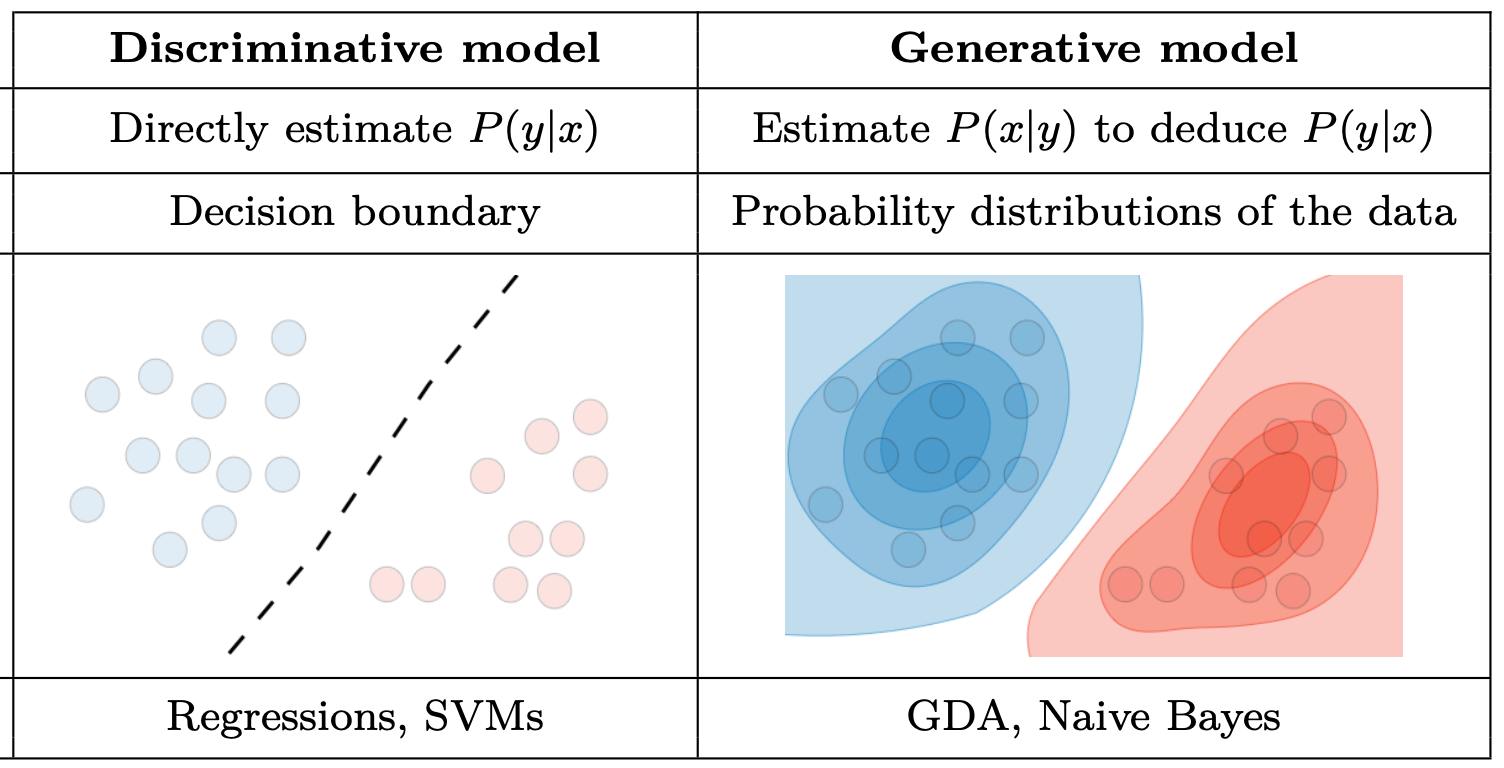 Discriminative model
Generative model
Directly estimate P(y|x)
Estimate P(x|y) to deduce P(y|x)
Decision boundary
Probability distributions of the data
Regressions, SVMs
GDA, Naive Bayes